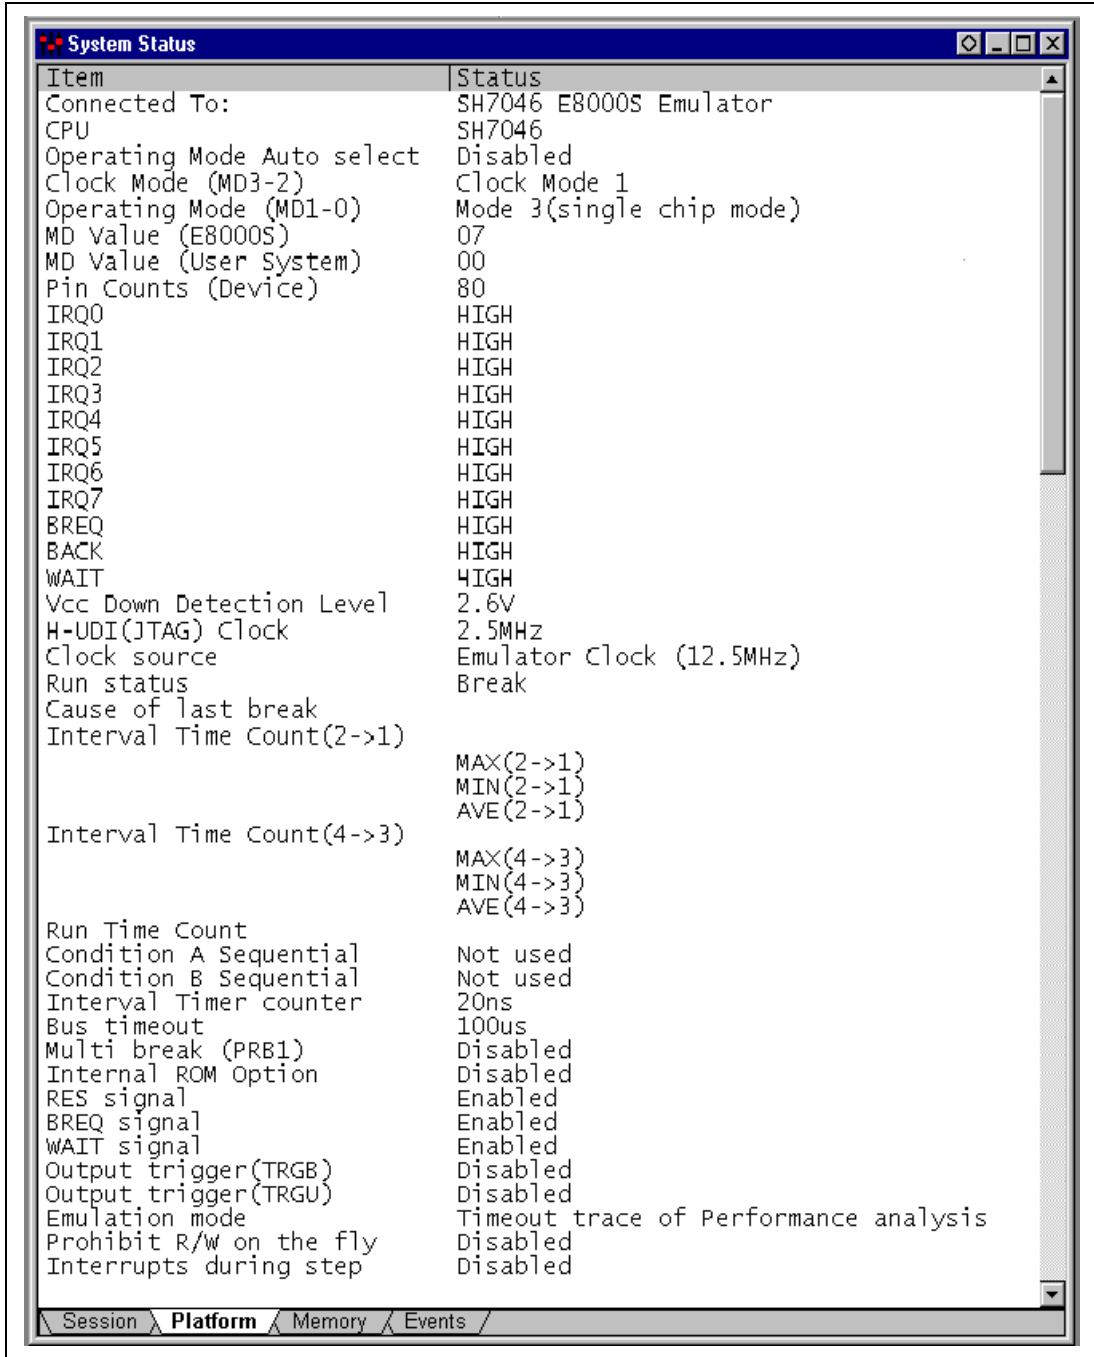 System Status
Item Status
Connected To: SH7046 E8000S Emulator
CPU SH7046
Operating Mode Auto select Disabled
Clock Mode (MD3-2) Clock Mode 1
Operating Mode (MD1-0) Mode 3(single chip mode)
MD Value (E8000S) 07
MD Value (User System) 00
Pin Counts (Device) 80
IRQ0 HIGH
IRQ1 HIGH
IRQ2 HIGH
IRQ3 HIGH
IRQ4 HIGH
IRQ5 HIGH
IRQ6 HIGH
IRQ7 HIGH
BREQ HIGH
BACK HIGH
WAIT HIGH
Vcc Down Detection Level 2.6V
H-UDI(JTAG) Clock 2.5MHz
Clock source Emulator Clock (12.5MHz)
Run status Break
Cause of last break
Interval Time Count(2->1)
MAX(2->1)
MIN(2->1)
AVE(2->1)
Interval Time Count(4->3)
MAX(4->3)
MIN(4->3)
AVE(4->3)
Run Time Count
Condition A Sequential Not used
Condition B Sequential Not used
Interval Timer counter 20ns
Bus timeout 100us
Multi break (PRB1) Disabled
Internal ROM Option Disabled
RES signal Enabled
BREQ signal Enabled
WAIT signal Enabled
Output trigger(TRGB) Disabled
Output trigger(TRGU) Disabled
Emulation mode Timeout trace of Performance analysis
Prohibit R/W on the fly Disabled
Interrupts during step Disabled
Session Platform Memory Events